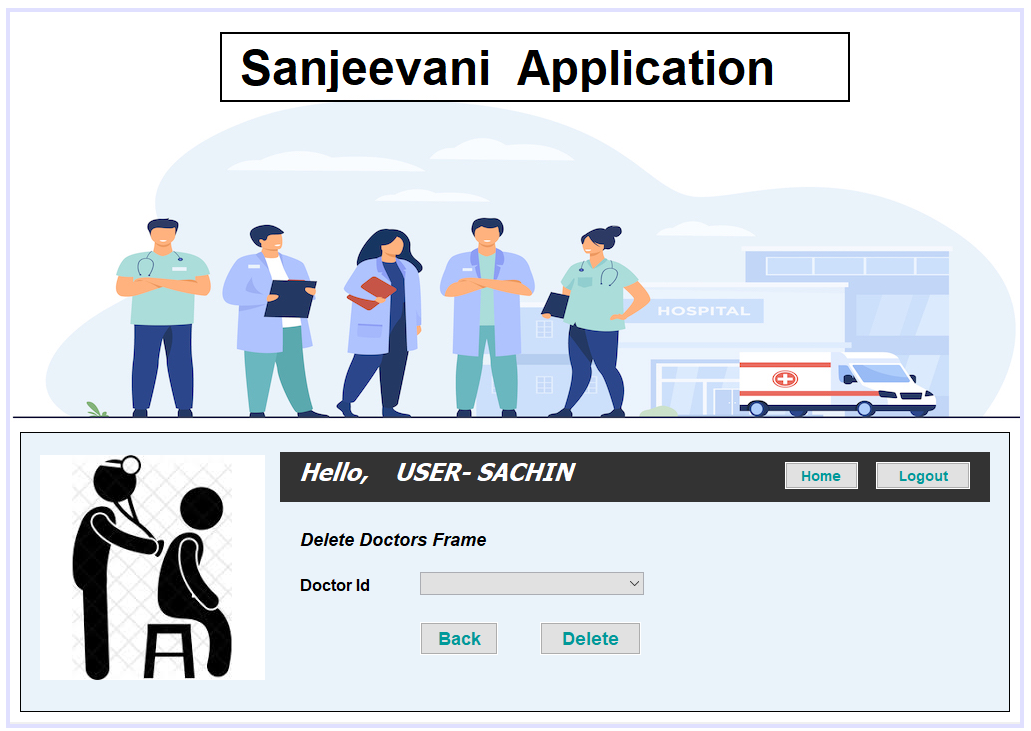 Sanjeevani Application
HOSPITAL
Hello, USER- SACHIN
Home
Logout
Delete Doctors Frame
Doctor Id
Back
Delete